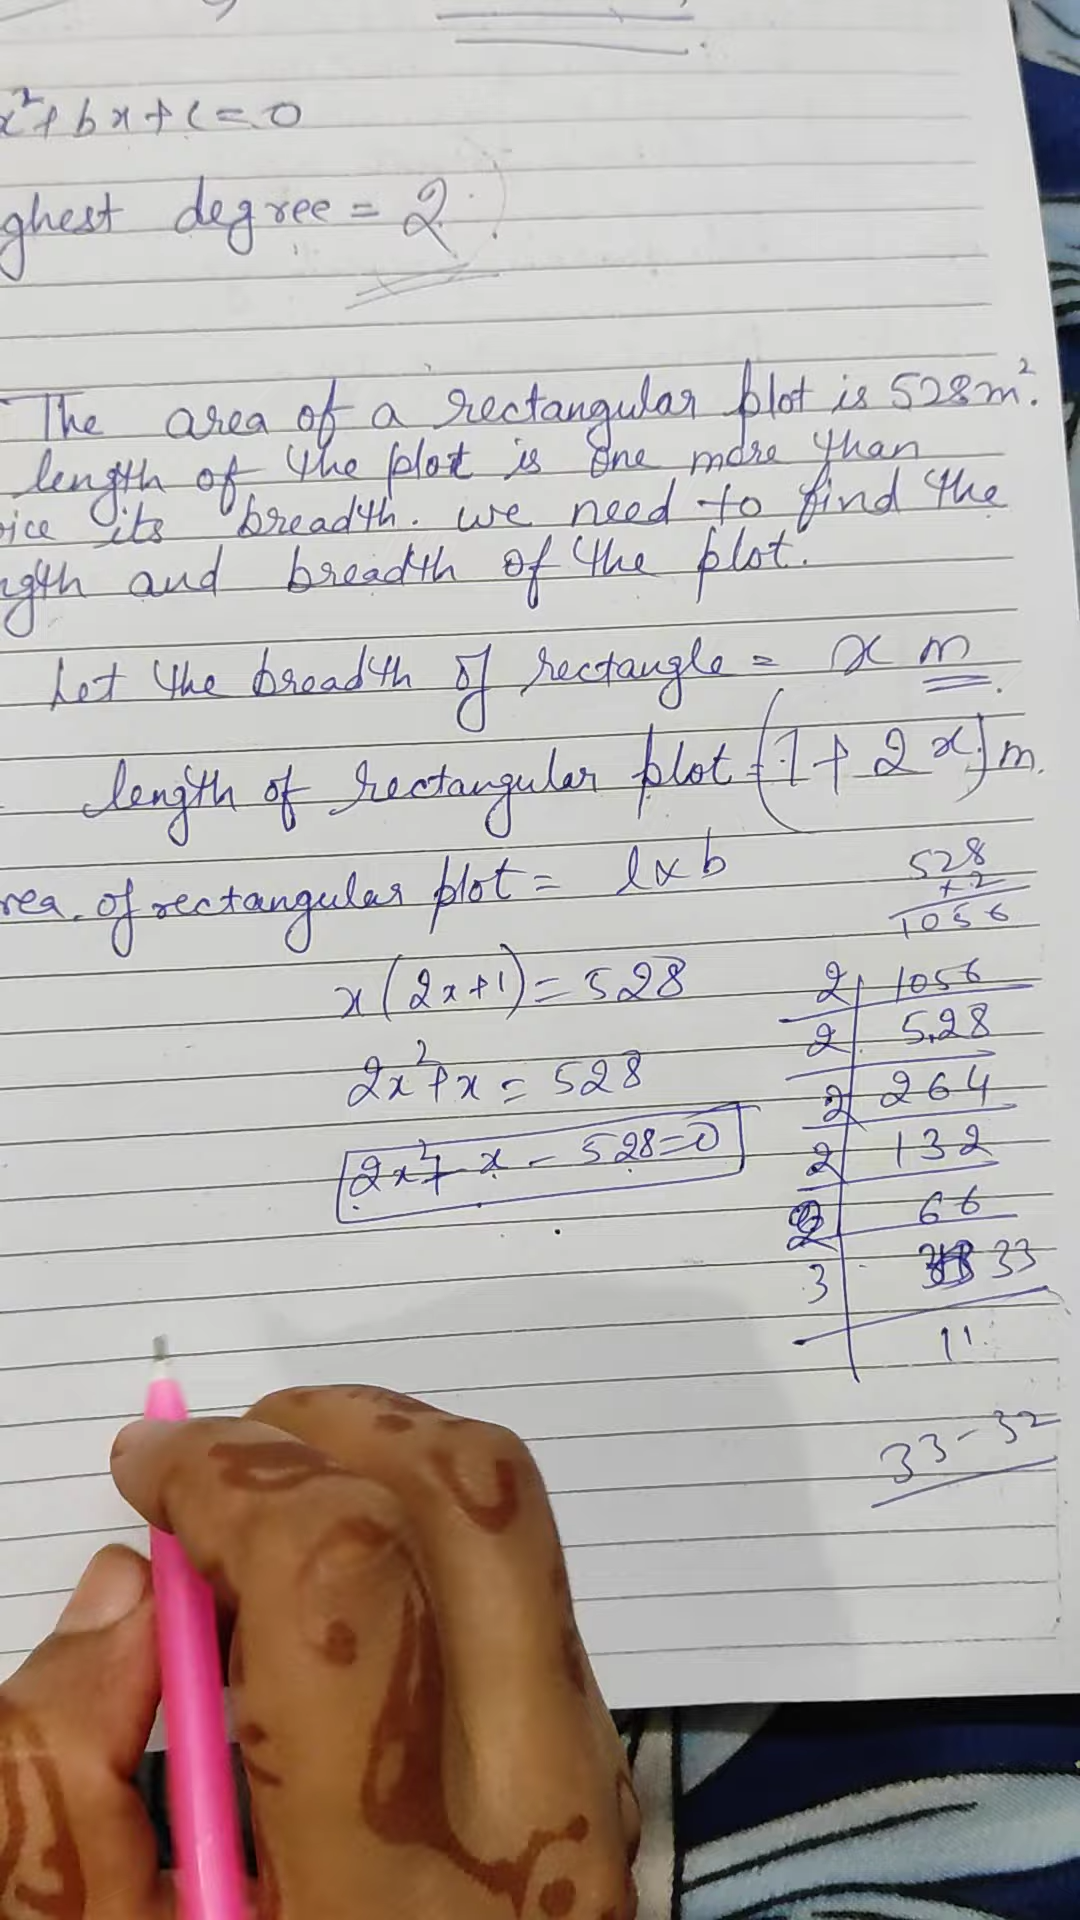 x²+bx+c=0
ghest degree = 2.
The area of a rectangular plot is 528m².
length of the plot is one more than
ice its breadth. we need to find the
ngth and breadth of the plot.
Let the breadth of rectangle = x m.
length of rectangular plot = (1+2x)m.
rea. of rectangular plot = l×b
528
×2
1056
x(2x+1)=528
2x²+x=528
2x²+x-528=0
2 1056
2 528
2 264
2 132
2 66
3 33
11
33-32